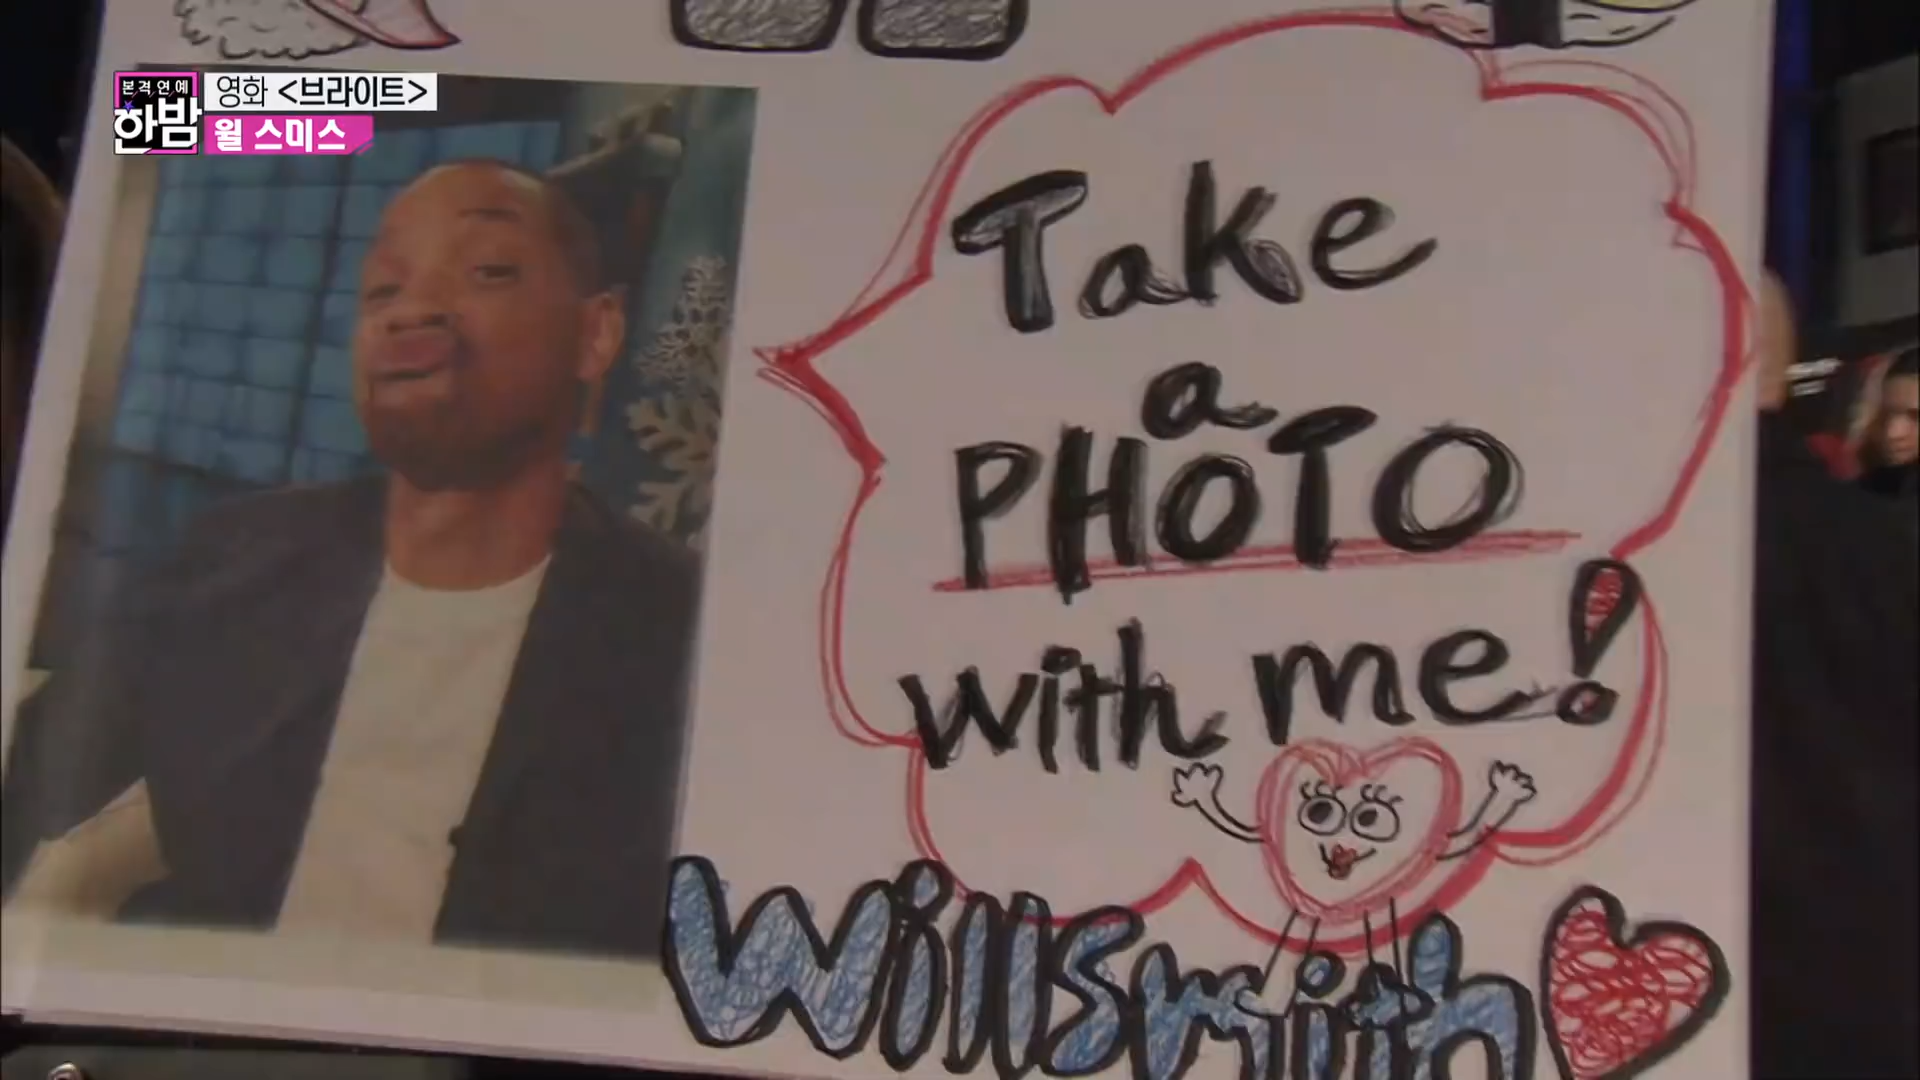 본격연예
한밤
영화 <브라이트>
윌 스미스
Take
a
PHOTO
with me!
Willsmith